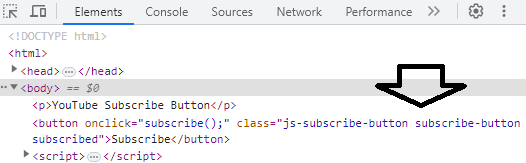 Elements Console Sources Network Performance »
<!DOCTYPE html>
<html>
▶<head>…</head>
…▼<body> == $0
<p>YouTube Subscribe Button</p>
<button onclick="subscribe();" class="js-subscribe-button subscribe-button
subscribed">Subscribe</button>
▶<script>…</script>